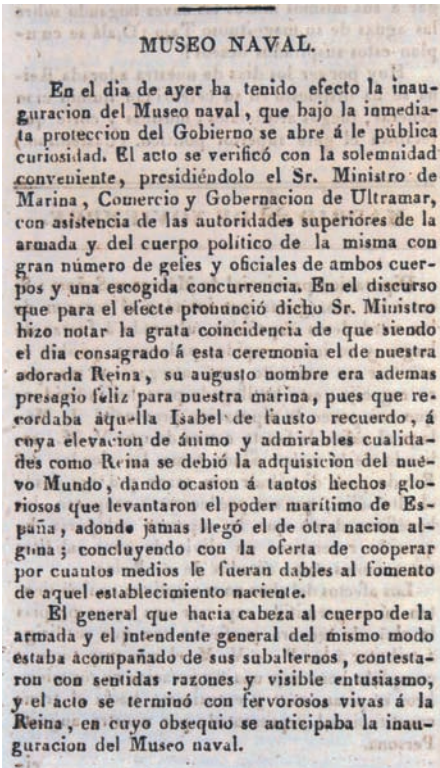 MUSEO NAVAL.
En el dia de ayer ha tenido efecto la inau-
guracion del Museo naval, que bajo la inmedia-
ta proteccion del Gobierno se abre á le pública
curiosidad. El acto se verificó con la solemnidad
conveniente, presidiéndolo el Sr. Ministro de
Marina, Comercio y Gobernacion de Ultramar,
con asistencia de las autoridades superiores de la
armada y del cuerpo político de la misma con
gran número de gefes y oficiales de ambos cuer-
pos y una escogida concurrencia. En el discurso
que para el efecte pronunció dicho Sr. Ministro
hizo notar la grata coincidencia de que siendo
el dia consagrado á esta ceremonia el de nuestra
adorada Reina, su augusto nombre era ademas
presagio feliz para nuestra marina, pues que re-
cordaba aquella Isabel de fausto recuerdo, á
cuya elevacion de ánimo y admirables cualida-
des como Reina se debió la adquisicion del nue-
vo Mundo, dando ocasion á tantos hechos glo-
riosos que levantaron el poder marítimo de Es-
paña, adonde jamas llegó el de otra nacion al-
guna; concluyendo con la oferta de cooperar
por cuantos medios le fueran dables al fomento
de aquel establecimiento naciente.
El general que hacia cabeza al cuerpo de la
armada y el intendente general del mismo modo
estaba acompañado de sus subalternos, contesta-
ron con sentidas razones y visible entusiasmo,
y el acto se terminó con fervorosos vivas á la
Reina, en cuyo obsequio se anticipaba la inau-
guracion del Museo naval.